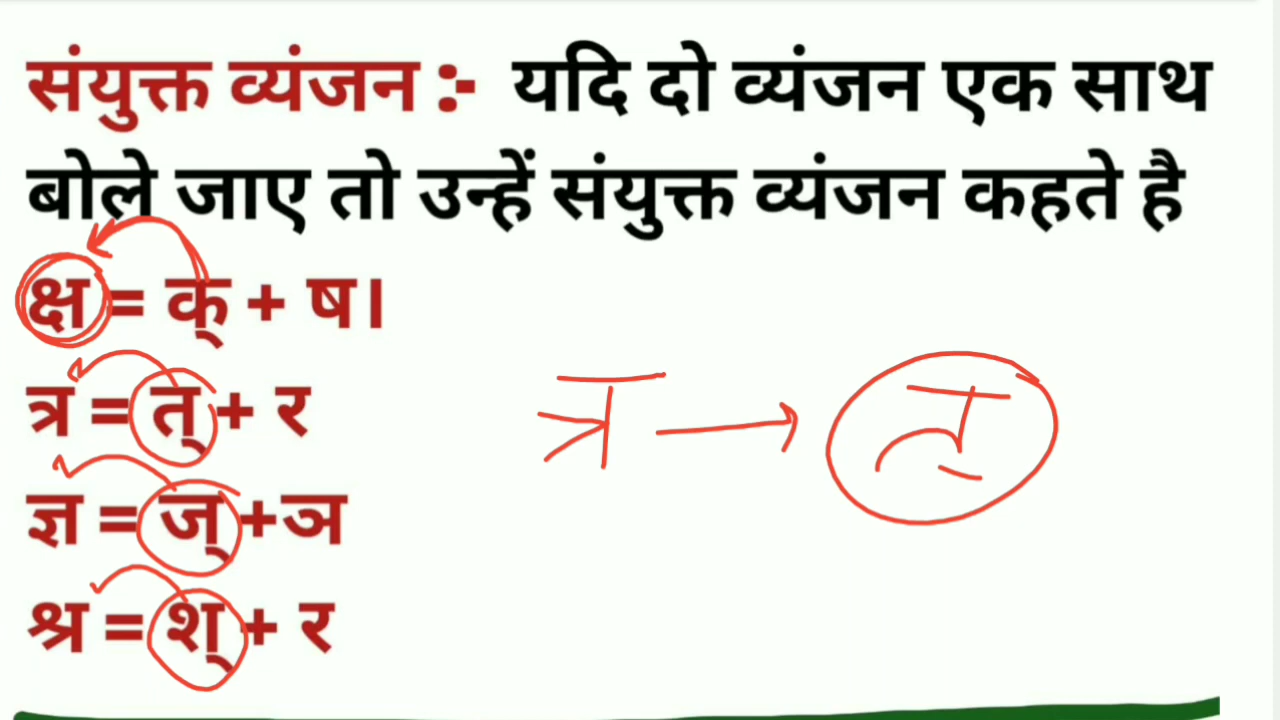 संयुक्त व्यंजन :- यदि दो व्यंजन एक साथ
बोले जाए तो उन्हें संयुक्त व्यंजन कहते है
क्ष = क् + ष।
त्र = त् + र
ज्ञ = ज् +ञ
श्र = श् + र
त्र → त्